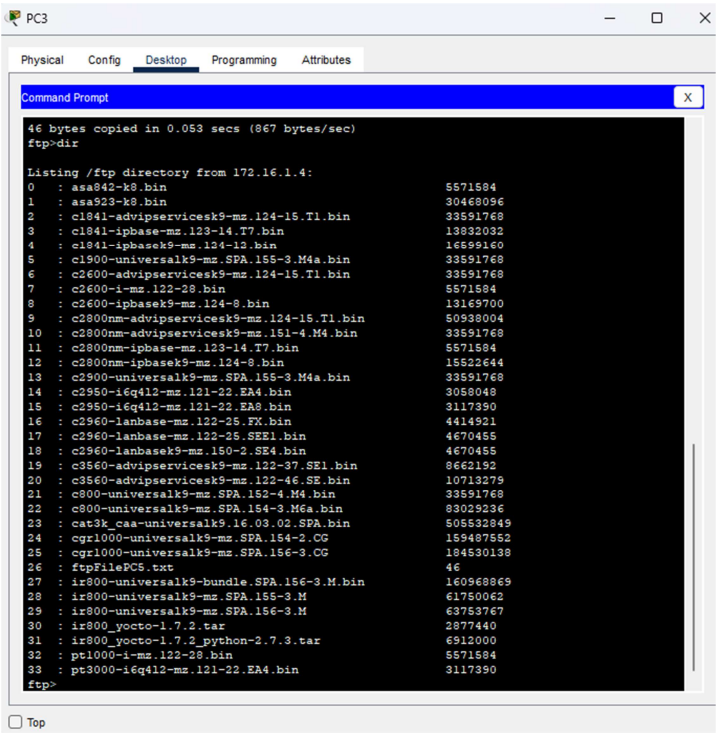 PC3
Physical Config Desktop Programming Attributes
Command Prompt X
46 bytes copied in 0.053 secs (867 bytes/sec)
ftp>dir
Listing /ftp directory from 172.16.1.4:
0 : asa842-k8.bin 5571584
1 : asa923-k8.bin 30468096
2 : c1841-advipservicesk9-mz.124-15.T1.bin 33591768
3 : c1841-ipbase-mz.123-14.T7.bin 13832032
4 : c1841-ipbasek9-mz.124-12.bin 16599160
5 : c1900-universalk9-mz.SPA.155-3.M4a.bin 33591768
6 : c2600-advipservicesk9-mz.124-15.T1.bin 33591768
7 : c2600-i-mz.122-28.bin 5571584
8 : c2600-ipbasek9-mz.124-8.bin 13169700
9 : c2800nm-advipservicesk9-mz.124-15.T1.bin 50938004
10 : c2800nm-advipservicesk9-mz.151-4.M4.bin 33591768
11 : c2800nm-ipbase-mz.123-14.T7.bin 5571584
12 : c2800nm-ipbasek9-mz.124-8.bin 15522644
13 : c2900-universalk9-mz.SPA.155-3.M4a.bin 33591768
14 : c2950-i6q4l2-mz.121-22.EA4.bin 3058048
15 : c2950-i6q4l2-mz.121-22.EA8.bin 3117390
16 : c2960-lanbase-mz.122-25.FX.bin 4414921
17 : c2960-lanbase-mz.122-25.SEE1.bin 4670455
18 : c2960-lanbasek9-mz.150-2.SE4.bin 4670455
19 : c3560-advipservicesk9-mz.122-37.SE1.bin 8662192
20 : c3560-advipservicesk9-mz.122-46.SE.bin 10713279
21 : c800-universalk9-mz.SPA.152-4.M4.bin 33591768
22 : c800-universalk9-mz.SPA.154-3.M6a.bin 83029236
23 : cat3k_caa-universalk9.16.03.02.SPA.bin 505532849
24 : cgr1000-universalk9-mz.SPA.154-2.CG 159487552
25 : cgr1000-universalk9-mz.SPA.156-3.CG 184530138
26 : ftpFilePC5.txt 46
27 : ir800-universalk9-bundle.SPA.156-3.M.bin 160968869
28 : ir800-universalk9-mz.SPA.155-3.M 61750062
29 : ir800-universalk9-mz.SPA.156-3.M 63753767
30 : ir800_yocto-1.7.2.tar 2877440
31 : ir800_yocto-1.7.2_python-2.7.3.tar 6912000
32 : pt1000-i-mz.122-28.bin 5571584
33 : pt3000-i6q4l2-mz.121-22.EA4.bin 3117390
ftp>
Top